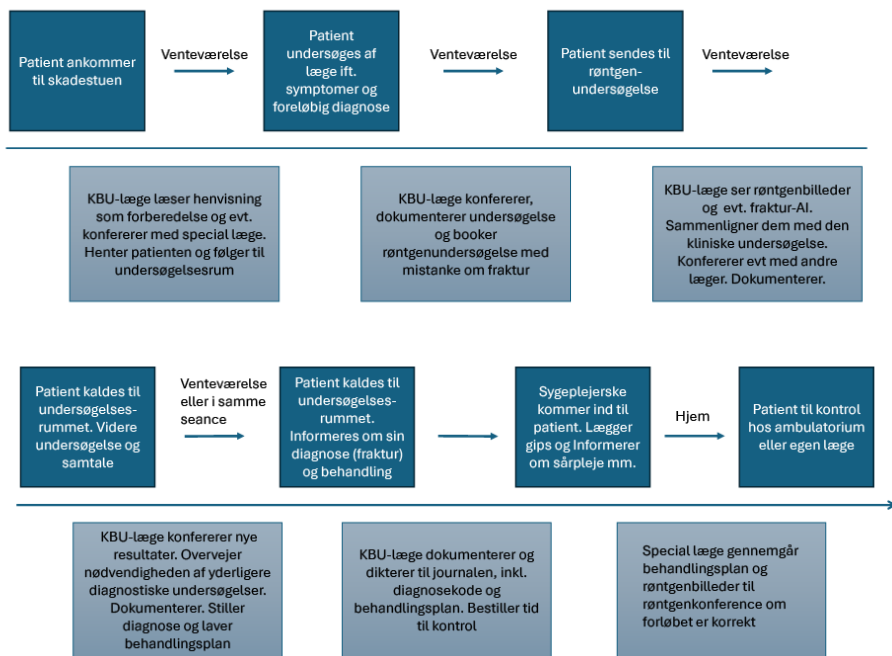 Patient ankommer
til skadestuen
Venteværelse
Patient
undersøges af
læge ift.
symptomer og
foreløbig diagnose
Venteværelse
Patient sendes til
røntgen-
undersøgelse
Venteværelse
KBU-læge læser henvisning
som forberedelse og evt.
konfererer med special læge.
Henter patienten og følger til
undersøgelsesrum
KBU-læge konfererer,
dokumenterer undersøgelse
og booker
røntgenundersøgelse med
mistanke om fraktur
KBU-læge ser røntgenbilleder
og evt. fraktur-AI.
Sammenligner dem med den
kliniske undersøgelse.
Konfererer evt med andre
læger. Dokumenterer.
Patient kaldes til
undersøgelses-
rummet. Videre
undersøgelse og
samtale
Venteværelse
eller i samme
seance
Patient kaldes til
undersøgelses-
rummet.
Informeres om sin
diagnose (fraktur)
og behandling
Sygeplejerske
kommer ind til
patient. Lægger
gips og Informerer
om sårpleje mm.
Hjem
Patient til kontrol
hos ambulatorium
eller egen læge
KBU-læge konfererer nye
resultater. Overvejer
nødvendigheden af yderligere
diagnostiske undersøgelser.
Dokumenterer. Stiller
diagnose og laver
behandlingsplan
KBU-læge dokumenterer og
dikterer til journalen, inkl.
diagnosekode og
behandlingsplan. Bestiller tid
til kontrol
Special læge gennemgår
behandlingsplan og
røntgenbilleder til
røntgenkonference om
forløbet er korrekt